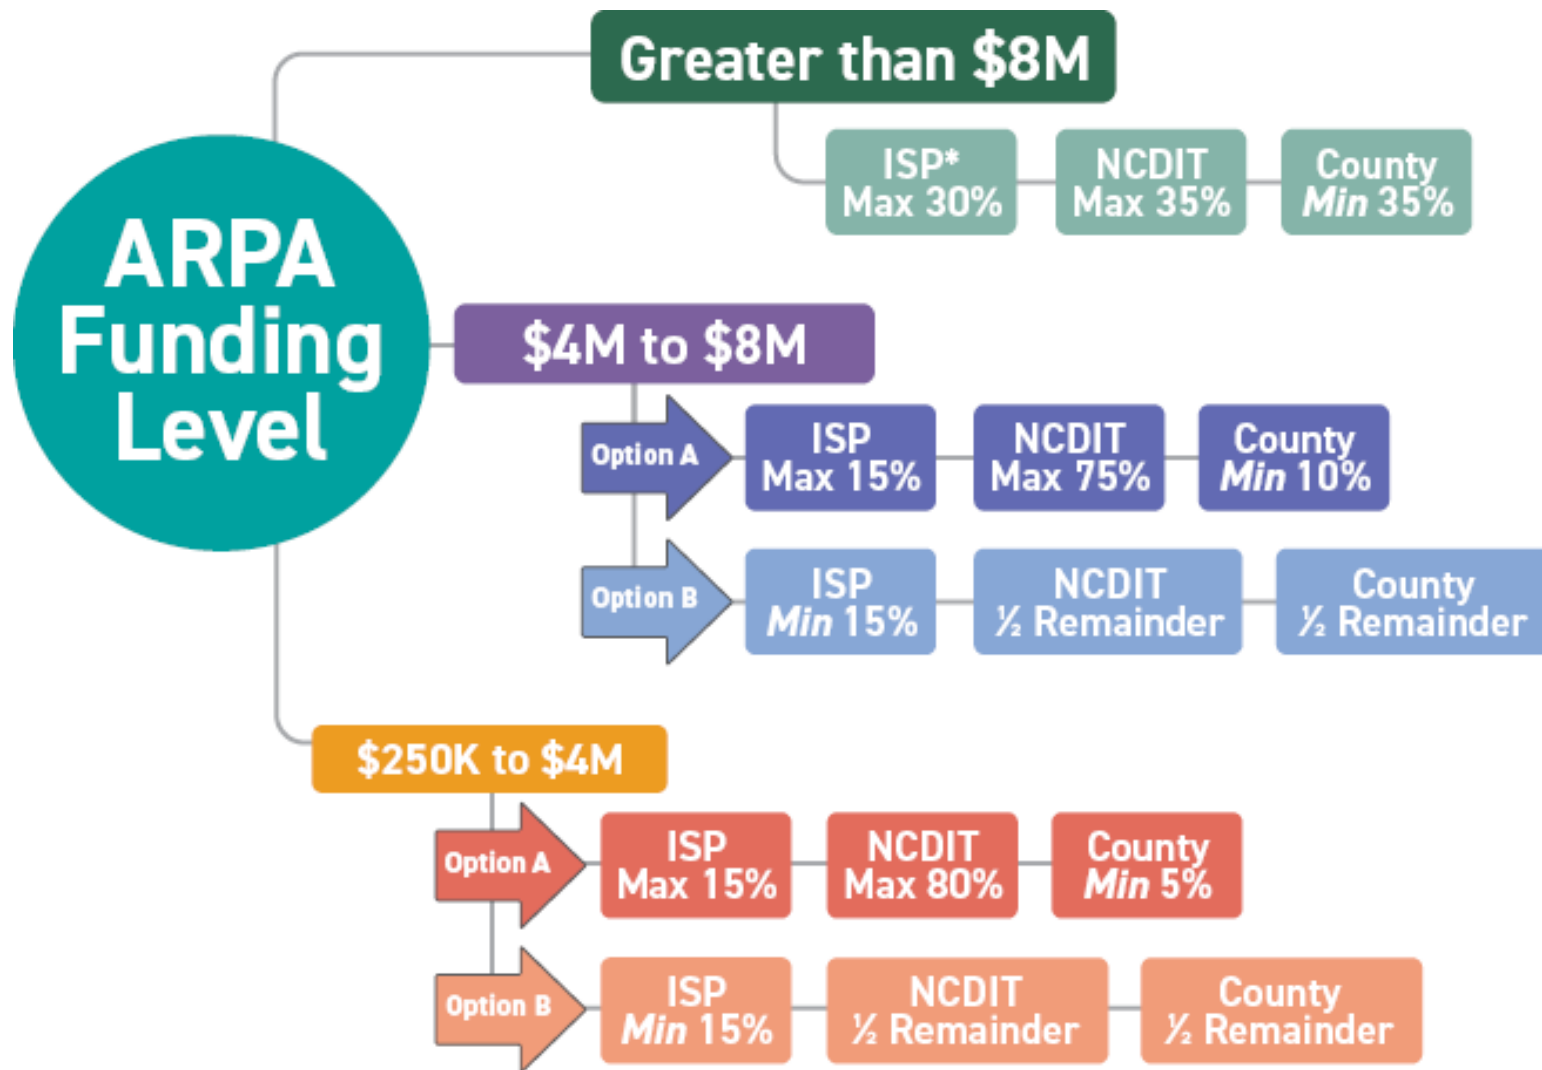 ARPA
Funding
Level
Greater than $8M
ISP*
Max 30%
NCDIT
Max 35%
County
Min 35%
$4M to $8M
Option A
ISP
Max 15%
NCDIT
Max 75%
County
Min 10%
Option B
ISP
Min 15%
NCDIT
½ Remainder
County
½ Remainder
$250K to $4M
Option A
ISP
Max 15%
NCDIT
Max 80%
County
Min 5%
Option B
ISP
Min 15%
NCDIT
½ Remainder
County
½ Remainder